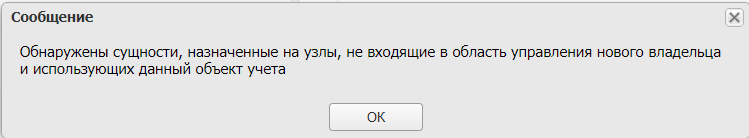 Сообщение
Обнаружены сущности, назначенные на узлы, не входящие в область управления нового владельца
и использующих данный объект учета
ОК